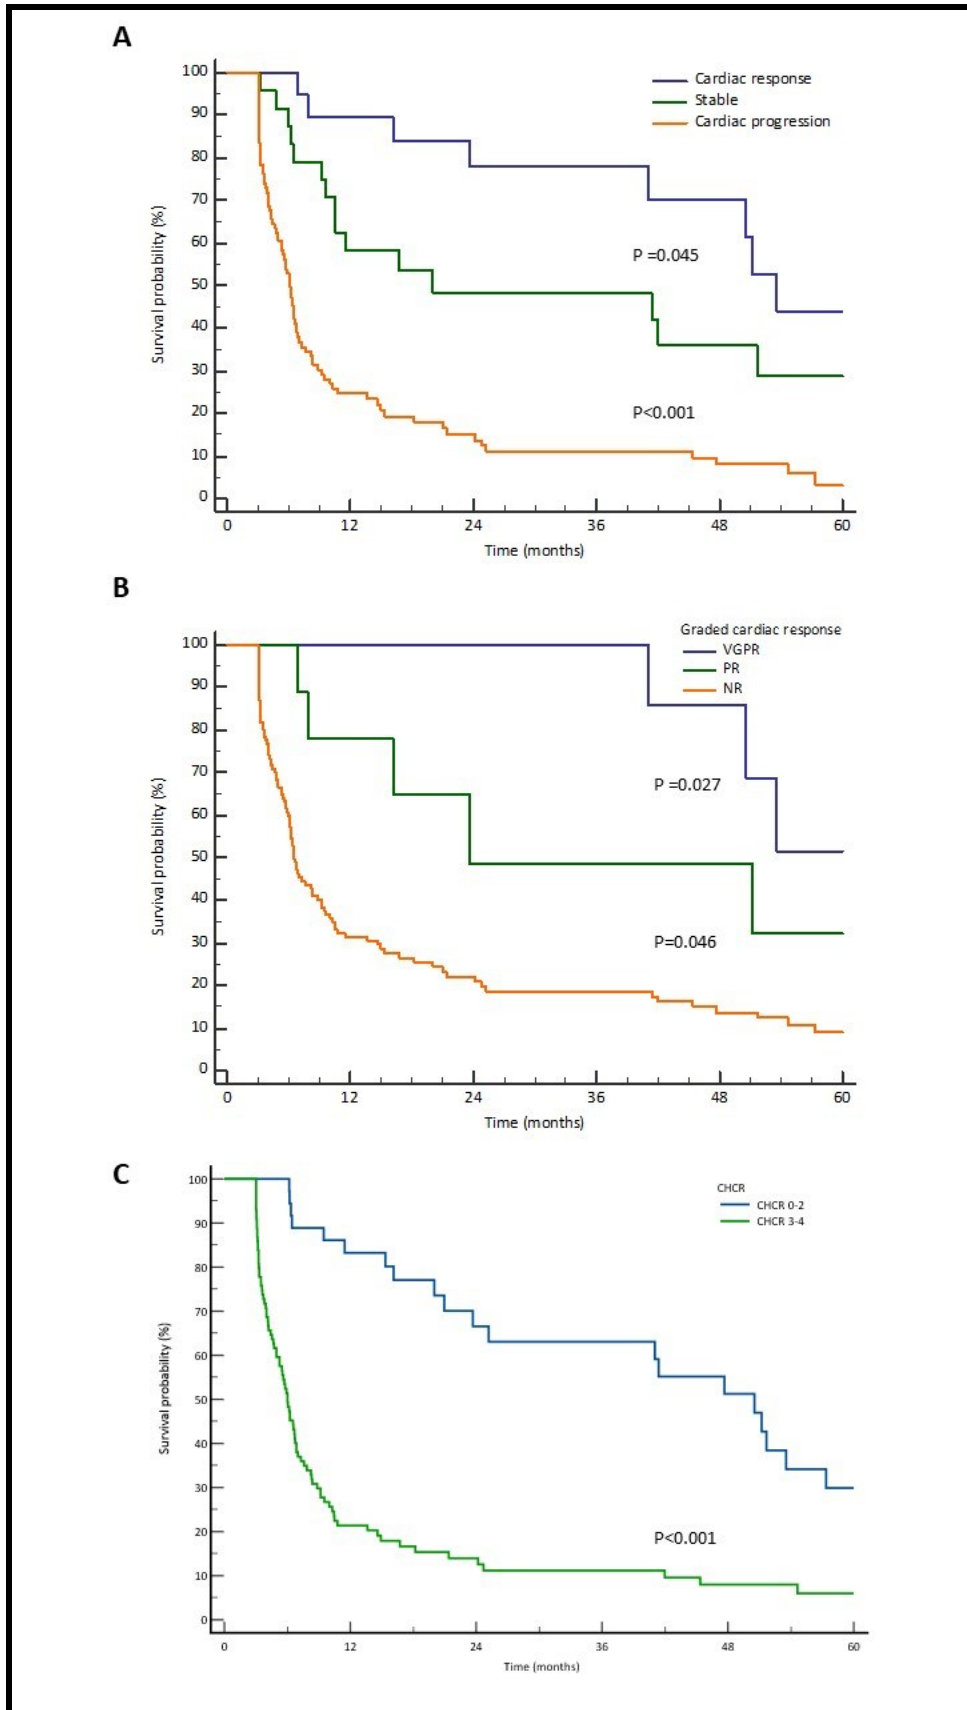 A
Cardiac response
Stable
Cardiac progression
100
90
80
70
60
50
40
30
20
10
0
Survival probability (%)
P =0.045
P<0.001
0 12 24 36 48 60
Time (months)
B
Graded cardiac response
VGPR
PR
NR
100
90
80
70
60
50
40
30
20
10
0
Survival probability (%)
P =0.027
P=0.046
0 12 24 36 48 60
Time (months)
C
CHCR
CHCR 0-2
CHCR 3-4
100
90
80
70
60
50
40
30
20
10
0
Survival probability (%)
P<0.001
0 12 24 36 48 60
Time (months)